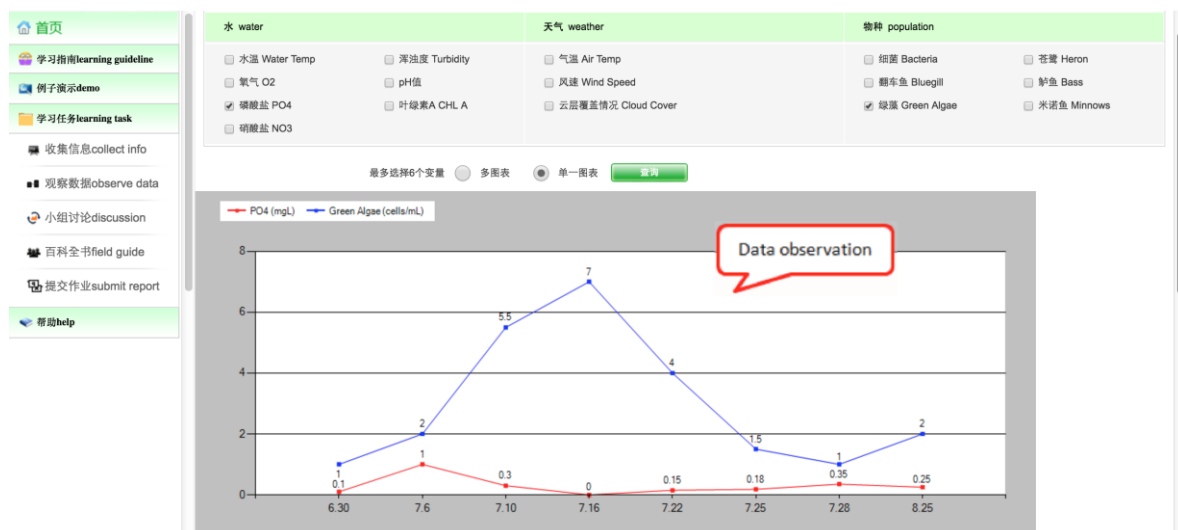 首页
学习指南learning guideline
例子演示demo
学习任务learning task
收集信息collect info
观察数据observe data
小组讨论discussion
百科全书field guide
提交作业submit report
帮助help
水 water 天气 weather 物种 population
水温 Water Temp 浑浊度 Turbidity 气温 Air Temp 细菌 Bacteria 苍鹭 Heron
氧气 O2 pH值 风速 Wind Speed 翻车鱼 Bluegill 鲈鱼 Bass
磷酸盐 PO4 叶绿素A CHL A 云层覆盖情况 Cloud Cover 绿藻 Green Algae 米诺鱼 Minnows
硝酸盐 NO3
最多选择6个变量 多图表 单一图表 查询
PO4 (mgL) Green Algae (cells/mL)
Data observation
8
6
4
2
0
1 2 5.5 7 4 1.5 1 2
0.1 1 0.3 0 0.15 0.18 0.35 0.25
6.30 7.6 7.10 7.16 7.22 7.25 7.28 8.25